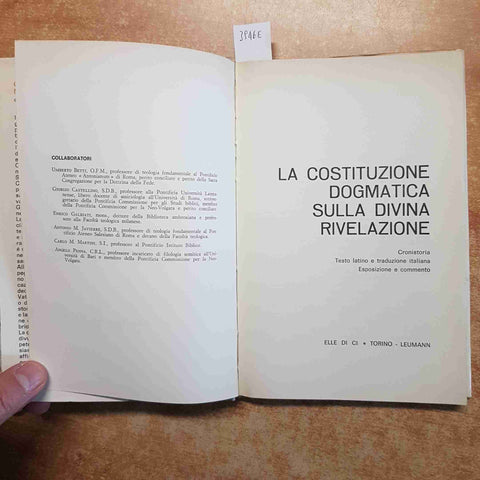 3946E
COLLABORATORI
UMBERTO BETTI, O.F.M., professore di teologia fondamentale al Pontificio
Ateneo « Antonianum » di Roma, perito conciliare e perito della Sacra
Congregazione per la Dottrina della Fede.
GIORGIO CASTELLINO, S.D.B., professore alla Pontificia Università Latera-
nense, libero docente di assiriologia all'Università di Roma, segre-
tario della Pontificia Commissione per gli Studi biblici, membro
della Pontificia Commissione per la Neo-Volgata e perito conciliare
ENRICO GALBIATI, mons., dottore della Biblioteca ambrosiana e profes-
sore alla Facoltà teologica milanese.
ANTONIO M. JAVIERRE, S.D.B., professore di teologia fondamentale al Pon-
tificio Ateneo Salesiano di Roma e decano della Facoltà teologica.
CARLO M. MARTINI, S.I., professore al Pontificio Istituto Biblico.
ANGELO PENNA, C.R.L., professore incaricato di filologia semitica all'Uni-
versità di Bari e membro della Pontificia Commissione per la Neo-
Volgata.
LA COSTITUZIONE
DOGMATICA
SULLA DIVINA
RIVELAZIONE
Cronistoria
Testo latino e traduzione italiana
Esposizione e commento
ELLE DI CI • TORINO - LEUMANN